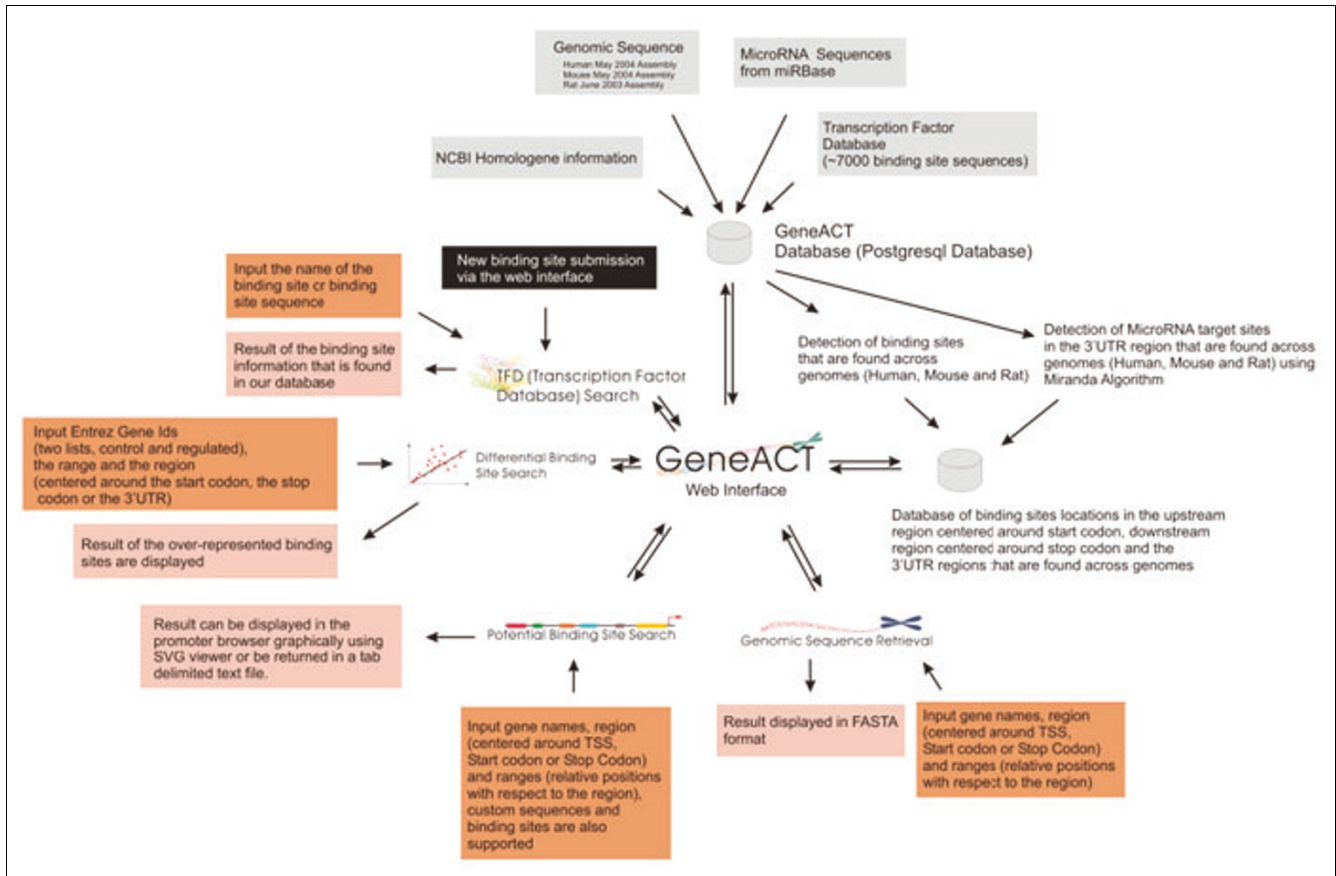 Genomic Sequence
Human May 2004 Assembly
Mouse May 2004 Assembly
Rat June 2003 Assembly
MicroRNA Sequences
from miRBase
NCBI Homologene information
Transcription Factor
Database
(~7000 binding site sequences)
GeneACT
Database (Postgresql Database)
Input the name of the
binding site or binding
site sequence
New binding site submission
via the web interface
Result of the binding site
information that is found
in our database
TFD (Transcription Factor
Database) Search
Detection of binding sites
that are found across
genomes (Human, Mouse and Rat)
Detection of MicroRNA target sites
in the 3'UTR region that are found across
genomes (Human, Mouse and Rat) using
Miranda Algorithm
Input Entrez Gene Ids
(two lists, control and regulated),
the range and the region
(centered around the start codon, the stop
codon or the 3'UTR)
Differential Binding
Site Search
GeneACT
Web Interface
Result of the over-represented binding
sites are displayed
Database of binding sites locations in the upstream
region centered around start codon, downstream
region centered around stop codon and the
3'UTR regions that are found across genomes
Result can be displayed in the
promoter browser graphically using
SVG viewer or be returned in a tab
delimited text file.
Potential Binding Site Search
Genomic Sequence Retrieval
Input gene names, region
(centered around TSS,
Start codon or Stop Codon)
and ranges (relative positions
with respect to the region),
custom sequences and
binding sites are also
supported
Result displayed in FASTA
format
Input gene names, region
(centered around TSS,
Start codon or Stop Codon)
and ranges (relative positions
with respect to the region)